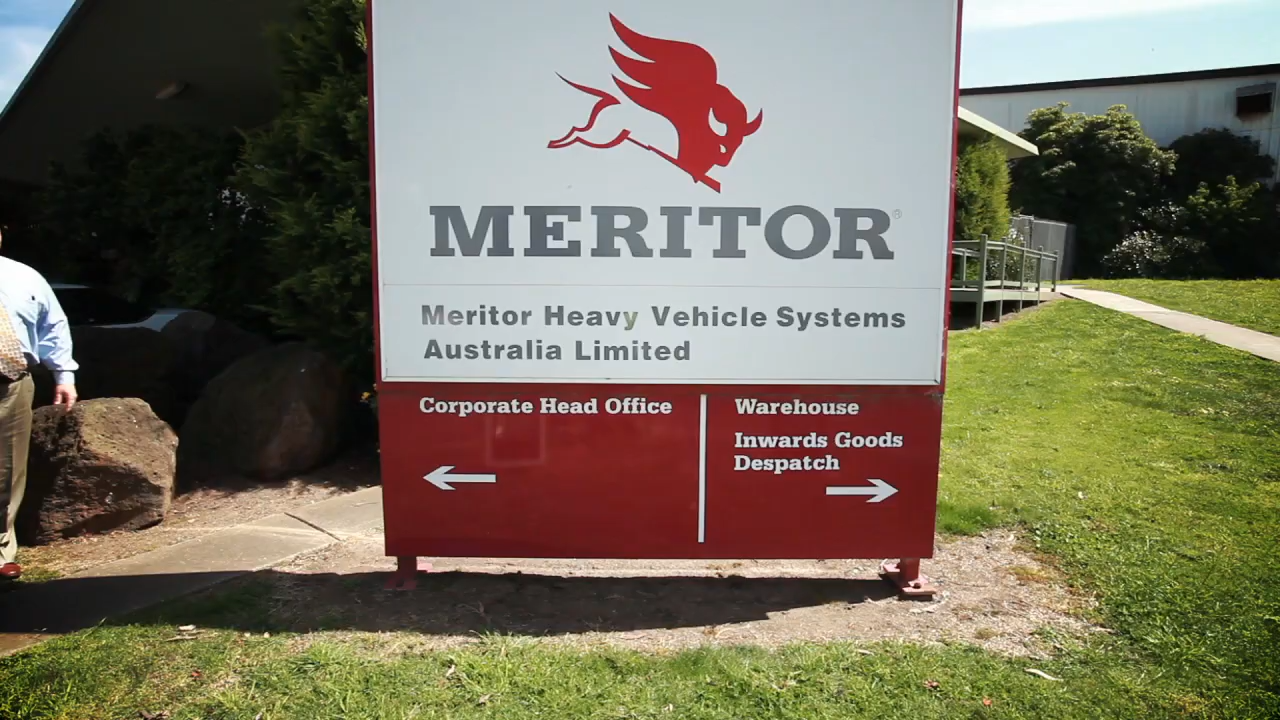 MERITOR®
Meritor Heavy Vehicle Systems
Australia Limited
Corporate Head Office
Warehouse
Inwards Goods
Despatch